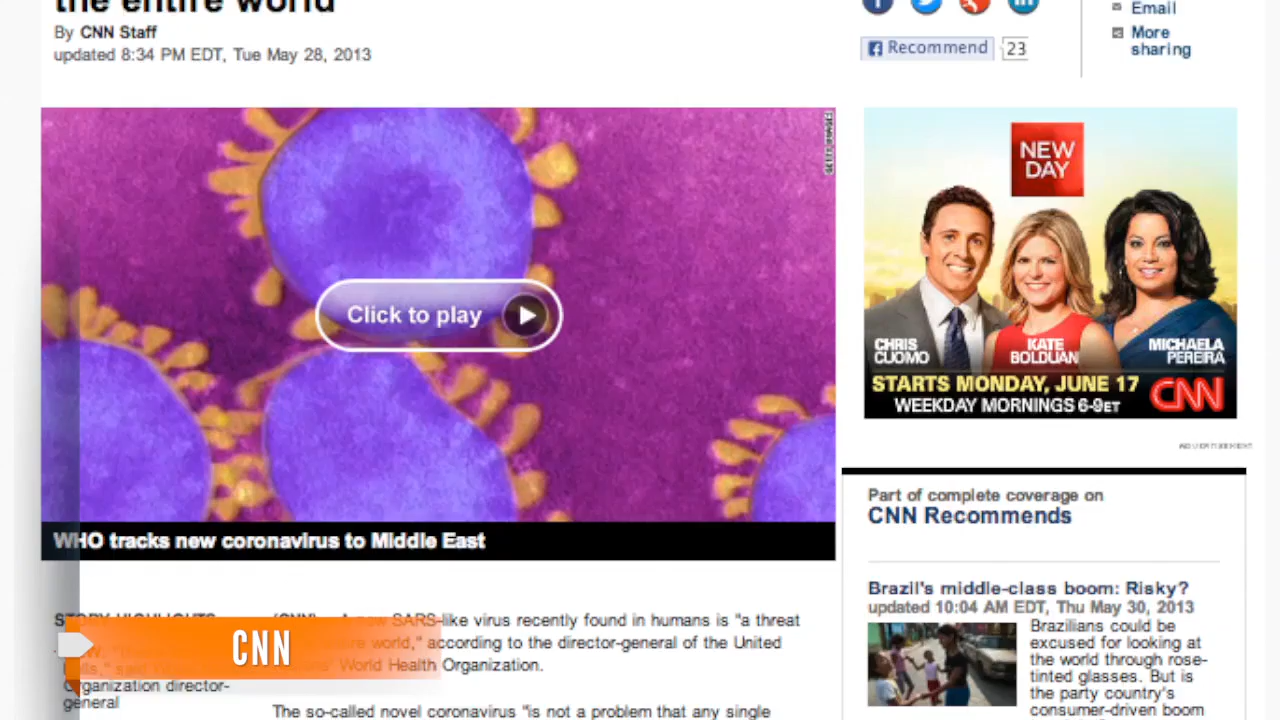 the entire world
By CNN Staff
updated 8:34 PM EDT, Tue May 28, 2013
Recommend 23
Email
More
sharing
GETTY IMAGES
Click to play
WHO tracks new coronavirus to Middle East
NEW
DAY
CHRIS
CUOMO
KATE
BOLDUAN
MICHAELA
PEREIRA
STARTS MONDAY, JUNE 17
WEEKDAY MORNINGS 6-9ET
CNN
ADVERTISEMENT
Part of complete coverage on
CNN Recommends
Brazil's middle-class boom: Risky?
updated 10:04 AM EDT, Thu May 30, 2013
Brazilians could be
excused for looking at
the world through rose-
tinted glasses. But is
the party country's
consumer-driven boom
STORY HIGHLIGHTS
Organization director-
general
new SARS-like virus recently found in humans is "a threat
world," according to the director-general of the United
World Health Organization.
The so-called novel coronavirus "is not a problem that any single
CNN